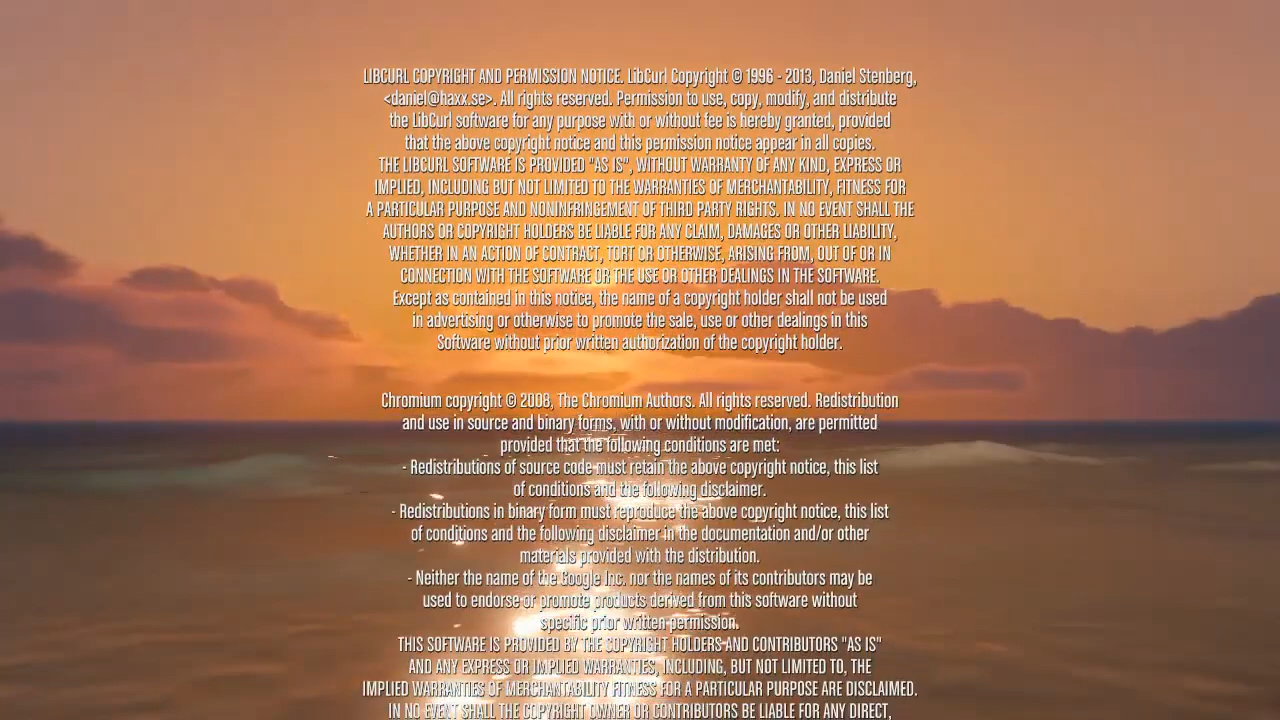 LIBCURL COPYRIGHT AND PERMISSION NOTICE. LibCurl Copyright © 1996 - 2013, Daniel Stenberg,
<daniel@haxx.se>. All rights reserved. Permission to use, copy, modify, and distribute
the LibCurl software for any purpose with or without fee is hereby granted, provided
that the above copyright notice and this permission notice appear in all copies.
THE LIBCURL SOFTWARE IS PROVIDED "AS IS", WITHOUT WARRANTY OF ANY KIND, EXPRESS OR
IMPLIED, INCLUDING BUT NOT LIMITED TO THE WARRANTIES OF MERCHANTABILITY, FITNESS FOR
A PARTICULAR PURPOSE AND NONINFRINGEMENT OF THIRD PARTY RIGHTS. IN NO EVENT SHALL THE
AUTHORS OR COPYRIGHT HOLDERS BE LIABLE FOR ANY CLAIM, DAMAGES OR OTHER LIABILITY,
WHETHER IN AN ACTION OF CONTRACT, TORT OR OTHERWISE, ARISING FROM, OUT OF OR IN
CONNECTION WITH THE SOFTWARE OR THE USE OR OTHER DEALINGS IN THE SOFTWARE.
Except as contained in this notice, the name of a copyright holder shall not be used
in advertising or otherwise to promote the sale, use or other dealings in this
Software without prior written authorization of the copyright holder.
Chromium copyright © 2008, The Chromium Authors. All rights reserved. Redistribution
and use in source and binary forms, with or without modification, are permitted
provided that the following conditions are met:
- Redistributions of source code must retain the above copyright notice, this list
of conditions and the following disclaimer.
- Redistributions in binary form must reproduce the above copyright notice, this list
of conditions and the following disclaimer in the documentation and/or other
materials provided with the distribution.
- Neither the name of the Google Inc. nor the names of its contributors may be
used to endorse or promote products derived from this software without
specific prior written permission.
THIS SOFTWARE IS PROVIDED BY THE COPYRIGHT HOLDERS AND CONTRIBUTORS "AS IS"
AND ANY EXPRESS OR IMPLIED WARRANTIES, INCLUDING, BUT NOT LIMITED TO, THE
IMPLIED WARRANTIES OF MERCHANTABILITY FITNESS FOR A PARTICULAR PURPOSE ARE DISCLAIMED.
IN NO EVENT SHALL THE COPYRIGHT OWNER OR CONTRIBUTORS BE LIABLE FOR ANY DIRECT,